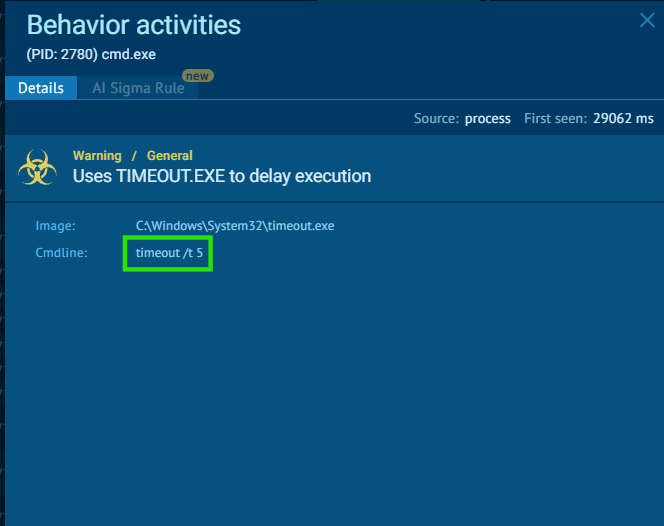 Behavior activities
(PID: 2780) cmd.exe
Details AI Sigma Rule new
Source: process First seen: 29062 ms
Warning / General
Uses TIMEOUT.EXE to delay execution
Image: C:\Windows\System32\timeout.exe
Cmdline: timeout /t 5